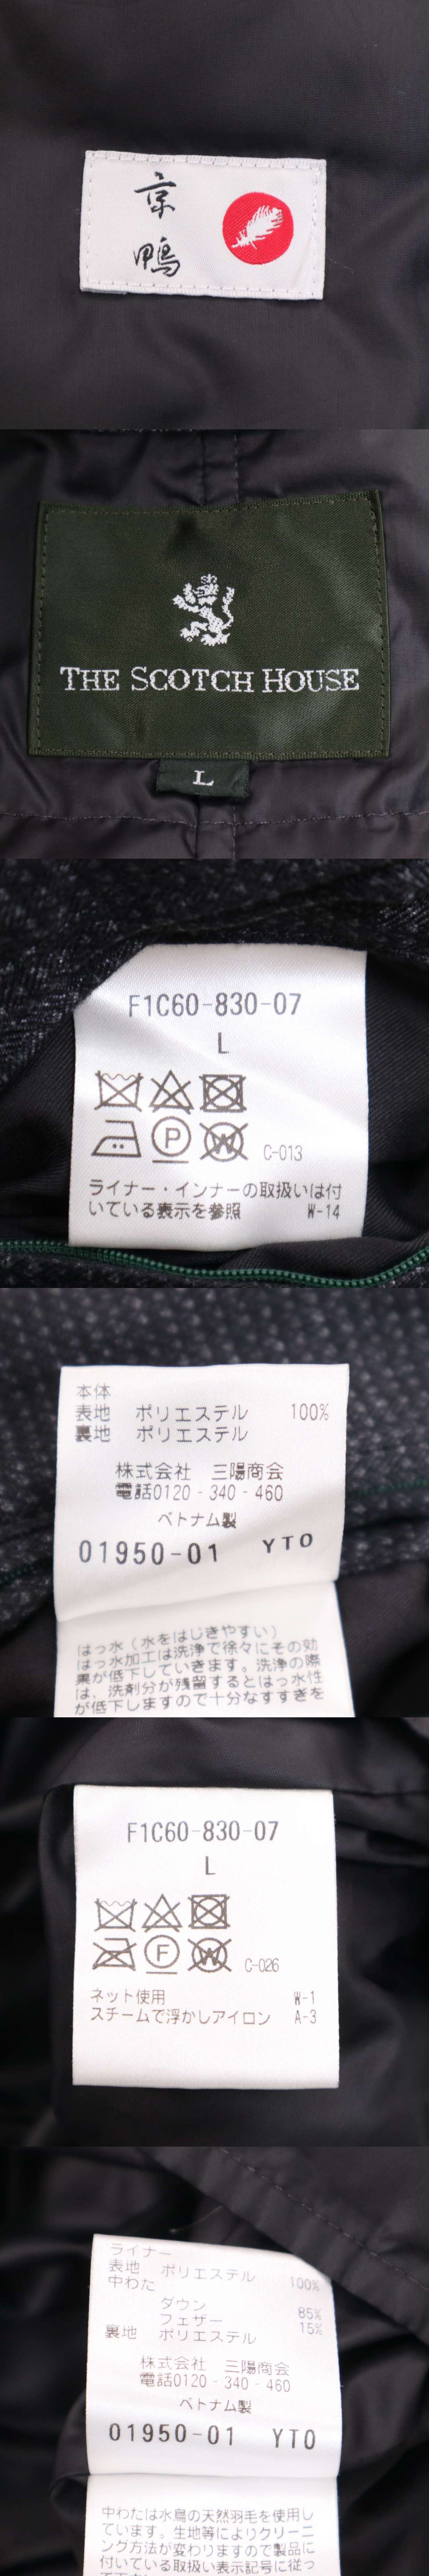 京
鴨
THE SCOTCH HOUSE
L
F1C60-830-07
L
C-013
ライナー・インナーの取扱いは付
いている表示を参照 W-14
本体
表地 ポリエステル 100%
裏地 ポリエステル
株式会社 三陽商会
電話0120-340-460
ベトナム製
01950-01 YTO
はっ水(水をはじきやすい)
はっ水加工は洗浄で徐々にその効
果が低下していきます。洗浄の際
は、洗剤分が残留するとはっ水性
が低下しますので十分なすすぎを
F1C60-830-07
L
C-026
ネット使用 W-1
スチームで浮かしアイロン A-3
ライナー
表地 ポリエステル 100%
中わた
ダウン 85%
フェザー 15%
裏地 ポリエステル
株式会社 三陽商会
電話0120-340-460
ベトナム製
01950-01 YTO
中わたは水鳥の天然羽毛を使用し
ています。生地等によりクリーニ
ング方法が変わりますので製品に
付いている取扱い表示記号に従っ